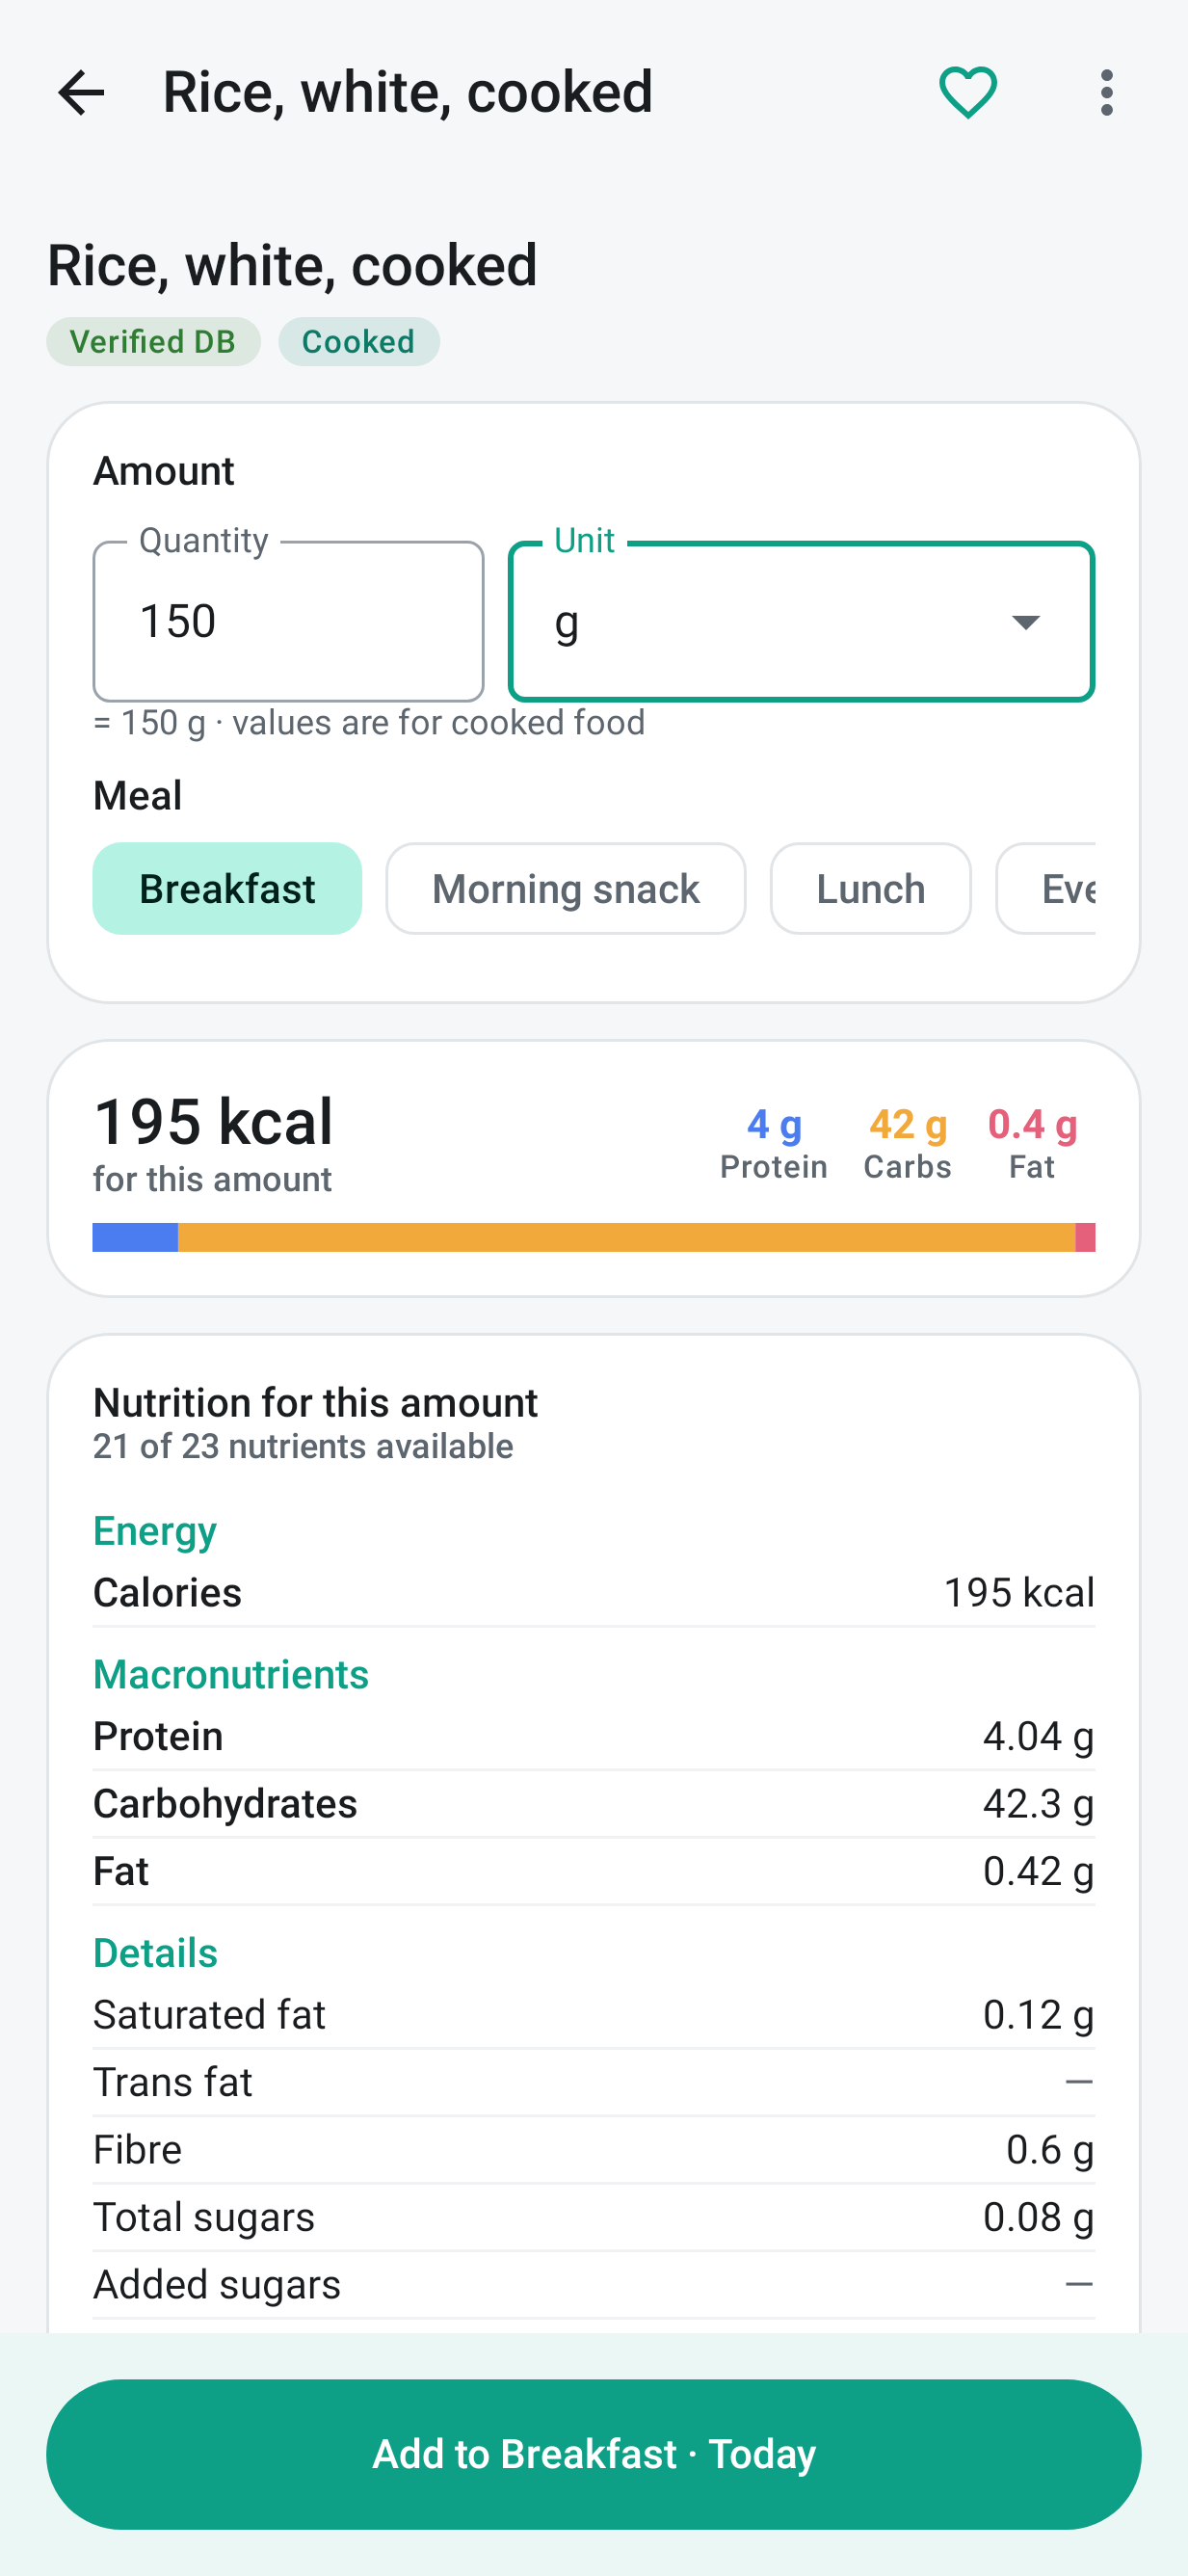 Rice, white, cooked
Rice, white, cooked
Verified DB Cooked
Amount
Quantity Unit
150 g
= 150 g · values are for cooked food
Meal
Breakfast Morning snack Lunch Eve
195 kcal 4 g 42 g 0.4 g
for this amount Protein Carbs Fat
Nutrition for this amount
21 of 23 nutrients available
Energy
Calories 195 kcal
Macronutrients
Protein 4.04 g
Carbohydrates 42.3 g
Fat 0.42 g
Details
Saturated fat 0.12 g
Trans fat —
Fibre 0.6 g
Total sugars 0.08 g
Added sugars —
Add to Breakfast · Today